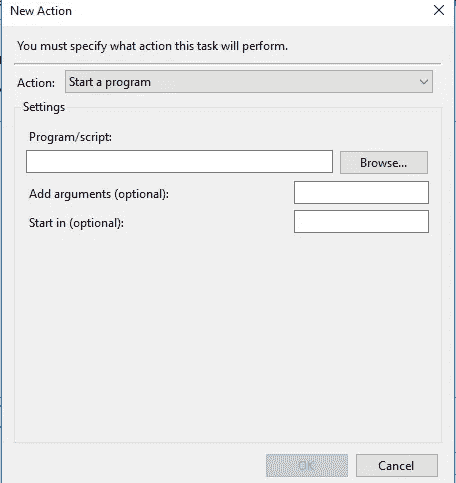 New Action
You must specify what action this task will perform.
Action: Start a program
Settings
Program/script:
Browse...
Add arguments (optional):
Start in (optional):
OK Cancel